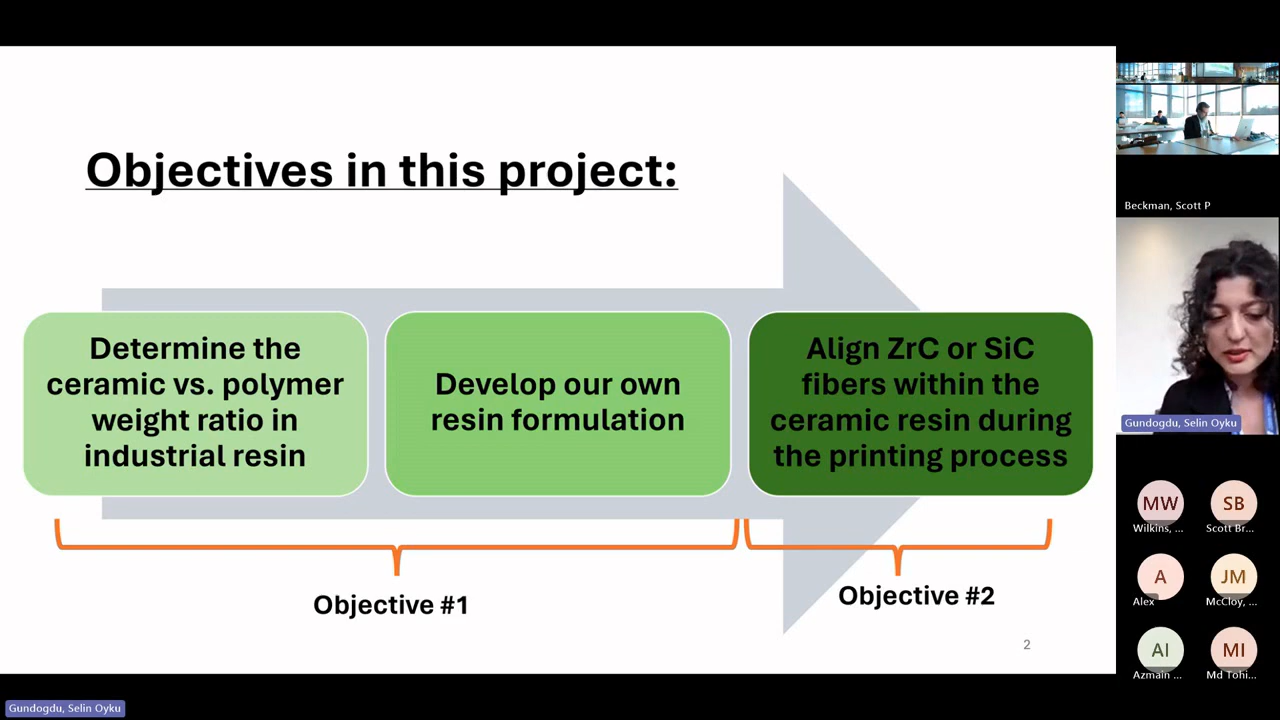 Objectives in this project:
Determine the
ceramic vs. polymer
weight ratio in
industrial resin
Develop our own
resin formulation
Align ZrC or SiC
fibers within the
ceramic resin during
the printing process
Objective #1
Objective #2
2
Beckman, Scott P
Gundogdu, Selin Oyku
MW
SB
Wilkins, ...
Scott Br...
A
JM
Alex
McCloy, ...
AI
MI
Azmain ...
Md Tohi...
Gundogdu, Selin Oyku